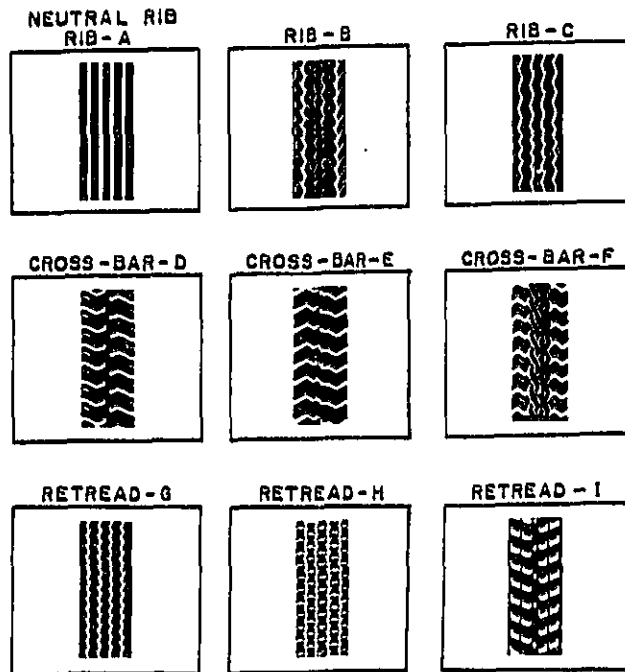 NEUTRAL RIB
RIB-A
RIB-B
RIB-C
CROSS-BAR-D
CROSS-BAR-E
CROSS-BAR-F
RETREAD-G
RETREAD-H
RETREAD-I